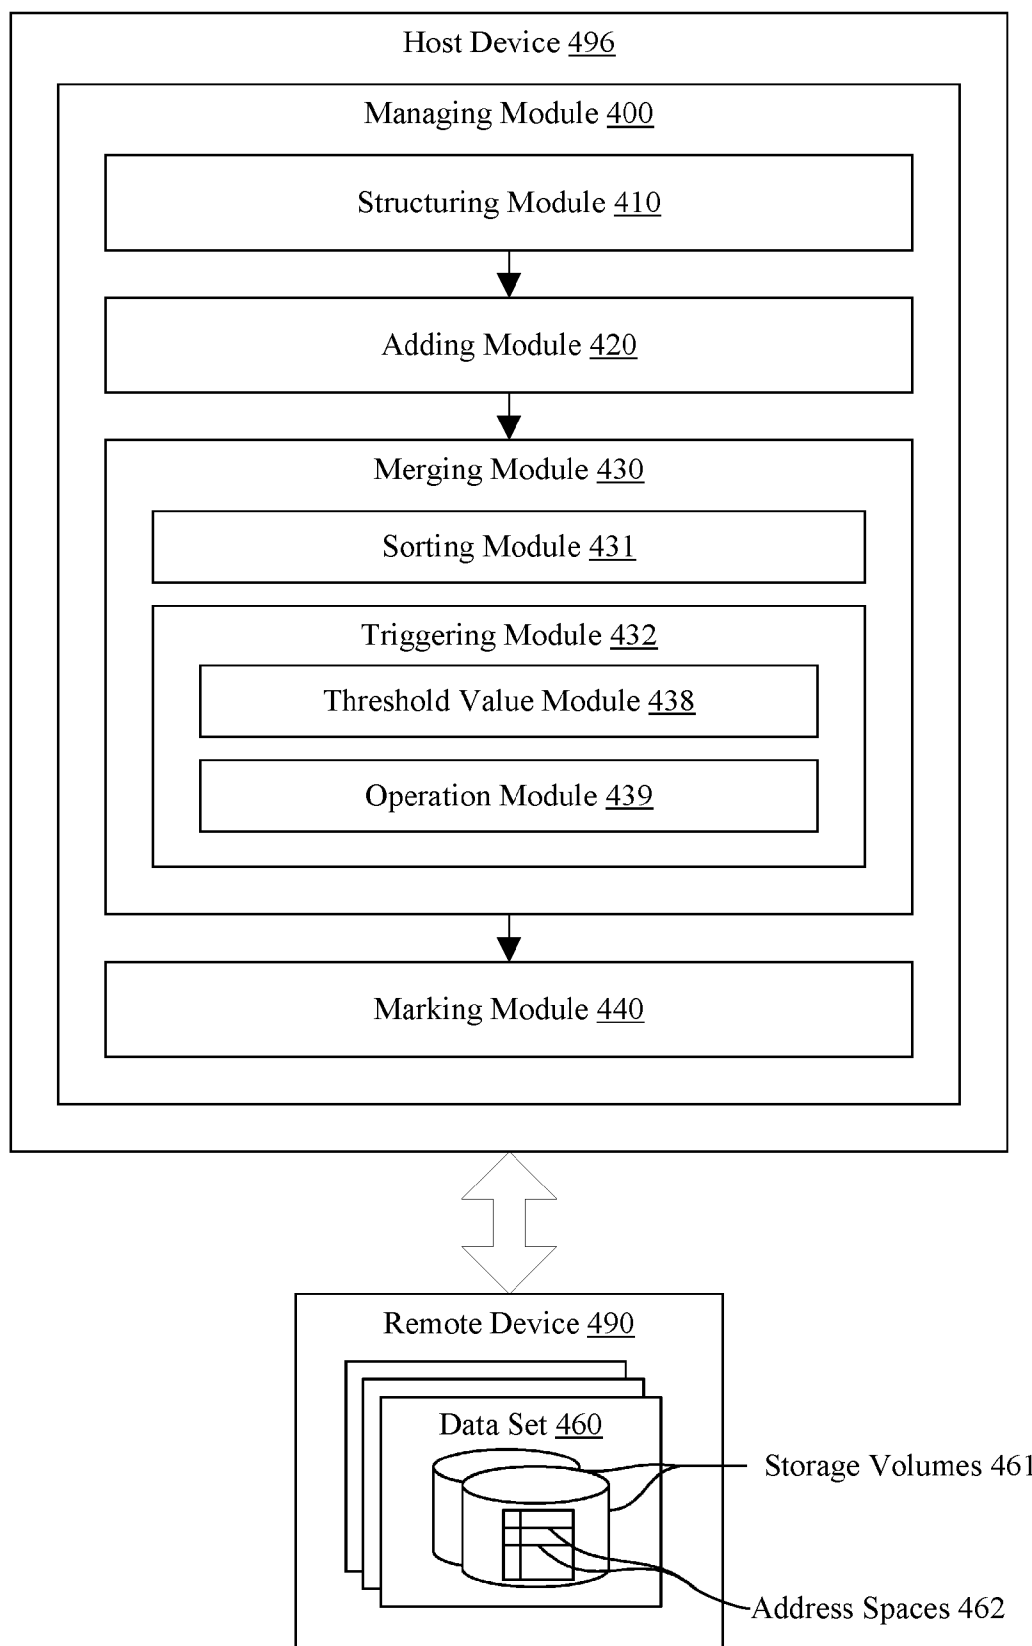 Host Device 496
Managing Module 400
Structuring Module 410
Adding Module 420
Merging Module 430
Sorting Module 431
Triggering Module 432
Threshold Value Module 438
Operation Module 439
Marking Module 440
Remote Device 490
Data Set 460
Storage Volumes 461
Address Spaces 462